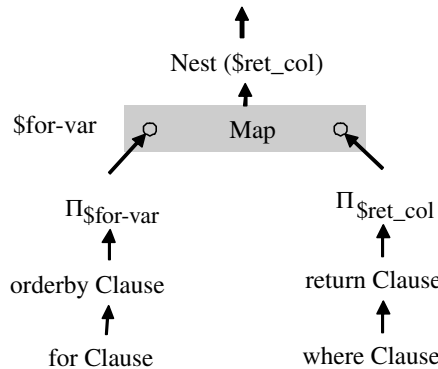 Nest ($ret_col)
$for-var Map
Π$for-var Π$ret_col
orderby Clause return Clause
for Clause where Clause